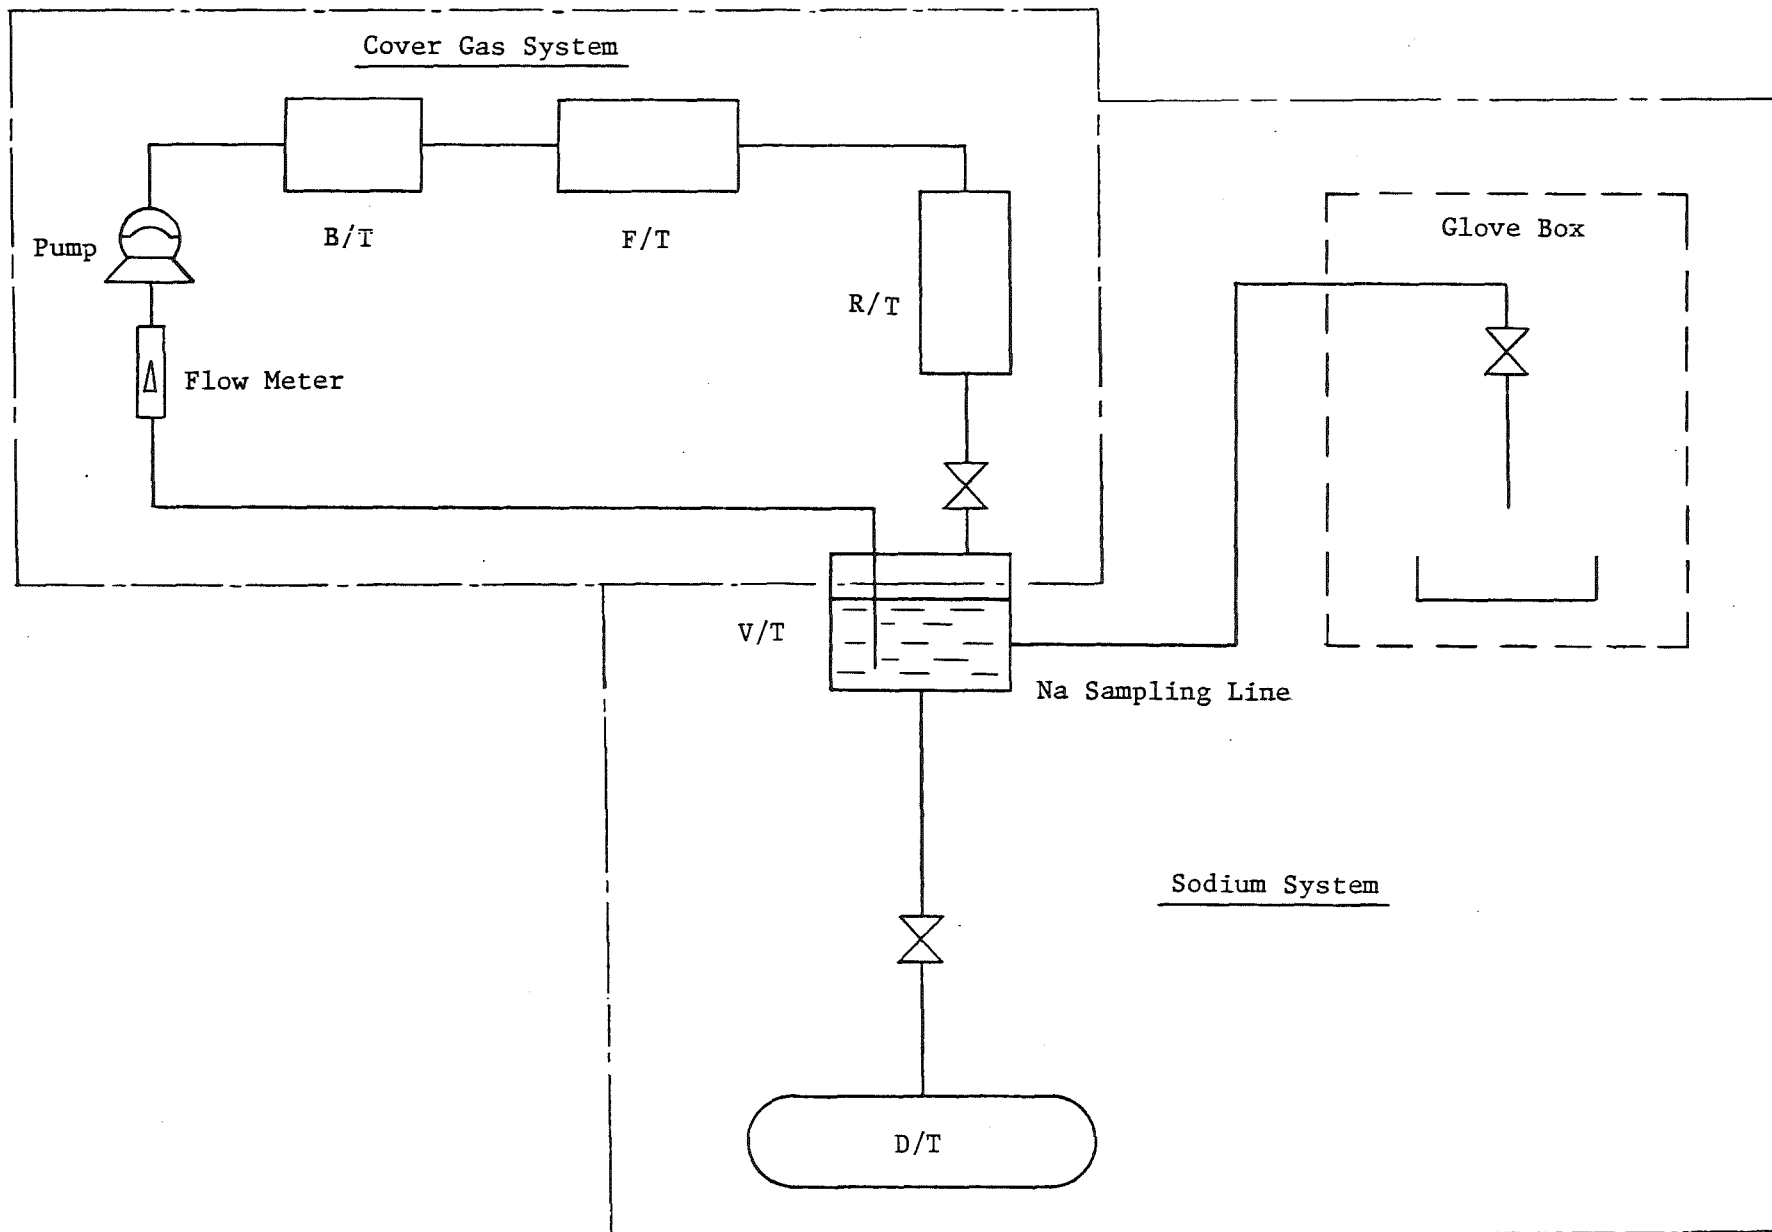 Cover Gas System
B/T
F/T
Pump
Glove Box
R/T
Flow Meter
V/T
Na Sampling Line
Sodium System
D/T